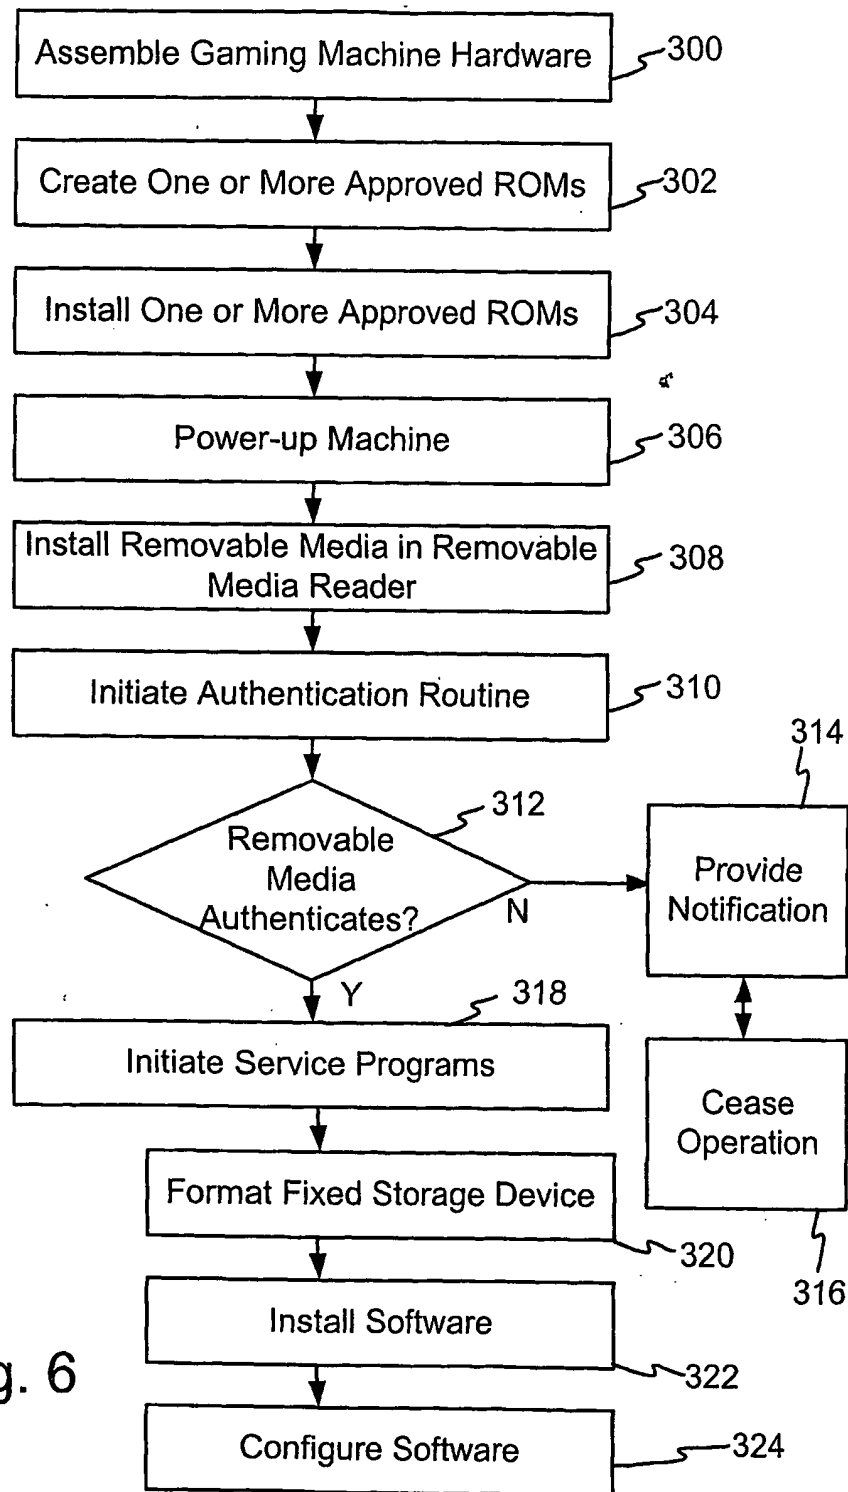 Assemble Gaming Machine Hardware
300
Create One or More Approved ROMs
302
Install One or More Approved ROMs
304
Power-up Machine
306
Install Removable Media in Removable
Media Reader
308
Initiate Authentication Routine
310
312
Removable
Media
Authenticates?
N
Y
314
Provide
Notification
Cease
Operation
316
318
Initiate Service Programs
Format Fixed Storage Device
320
Install Software
322
Configure Software
324
g. 6